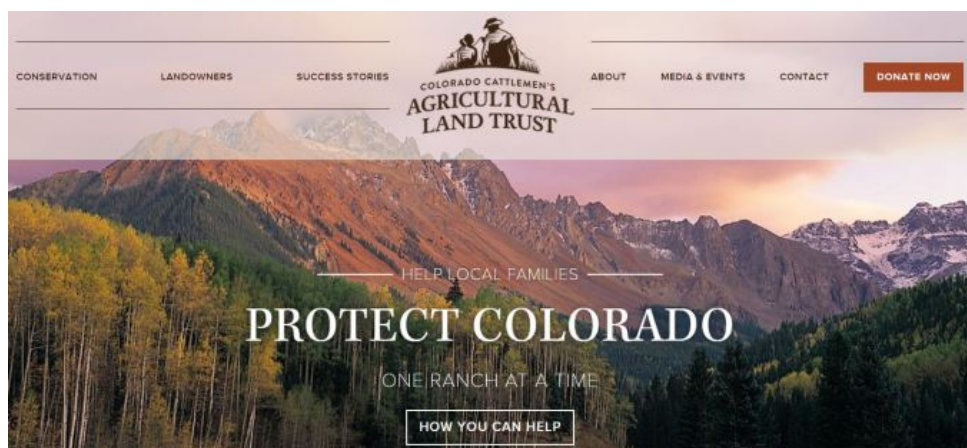 CONSERVATION
LANDOWNERS
SUCCESS STORIES
COLORADO CATTLEMEN'S
AGRICULTURAL
LAND TRUST
ABOUT
MEDIA & EVENTS
CONTACT
DONATE NOW
HELP LOCAL FAMILIES
PROTECT COLORADO
ONE RANCH AT A TIME
HOW YOU CAN HELP